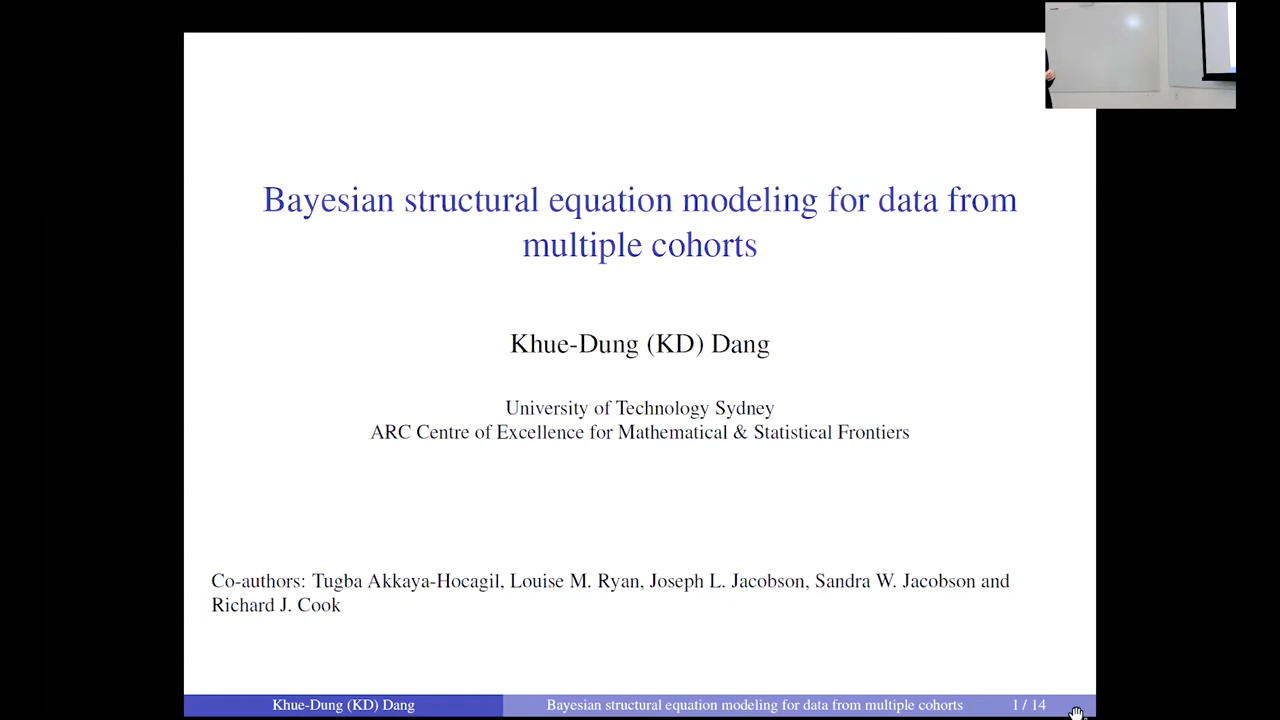 Bayesian structural equation modeling for data from
multiple cohorts
Khue-Dung (KD) Dang
University of Technology Sydney
ARC Centre of Excellence for Mathematical & Statistical Frontiers
Co-authors: Tugba Akkaya-Hocagil, Louise M. Ryan, Joseph L. Jacobson, Sandra W. Jacobson and
Richard J. Cook
Khue-Dung (KD) Dang
Bayesian structural equation modeling for data from multiple cohorts
1 / 14